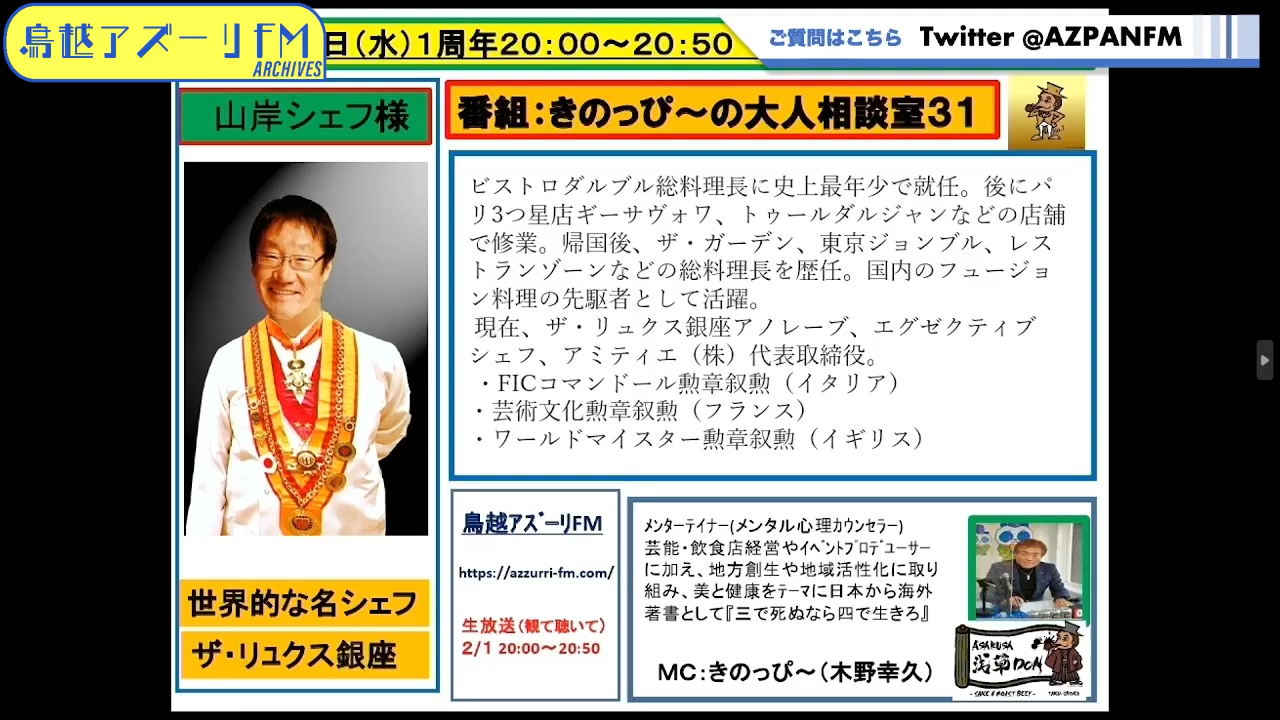 鳥越アズーリFM
ARCHIVES
日(水)1周年20:00～20:50
ご質問はこちら Twitter @AZPANFM
山岸シェフ様
番組:きのっぴ～の大人相談室31
ビストロダルブル総料理長に史上最年少で就任。後にパ
リ3つ星店ギーサヴォワ、トゥールダルジャンなどの店舗
で修業。帰国後、ザ・ガーデン、東京ジョンブル、レス
トランゾーンなどの総料理長を歴任。国内のフュージョ
ン料理の先駆者として活躍。
現在、ザ・リュクス銀座アノレーブ、エグゼクティブ
シェフ、アミティエ（株）代表取締役。
・FICコマンドール勲章叙勲（イタリア）
・芸術文化勲章叙勲（フランス）
・ワールドマイスター勲章叙勲（イギリス）
世界的な名シェフ
ザ・リュクス銀座
鳥越ｱｽﾞｰﾘFM
https://azzurri-fm.com/
生放送(観て聴いて)
2/1 20:00～20:50
ﾒﾝﾀｰﾃｲﾅｰ(ﾒﾝﾀﾙ心理ｶｳﾝｾﾗｰ)
芸能・飲食店経営やｲﾍﾞﾝﾄﾌﾟﾛﾃﾞｭｰｻｰ
に加え、地方創生や地域活性化に取り
組み、美と健康をﾃｰﾏに日本から海外
著書として『三で死ぬなら四で生きろ』
MC:きのっぴ～(木野幸久)
ASAKUSA
浅草DON
- SAKE & ROAST BEEF -